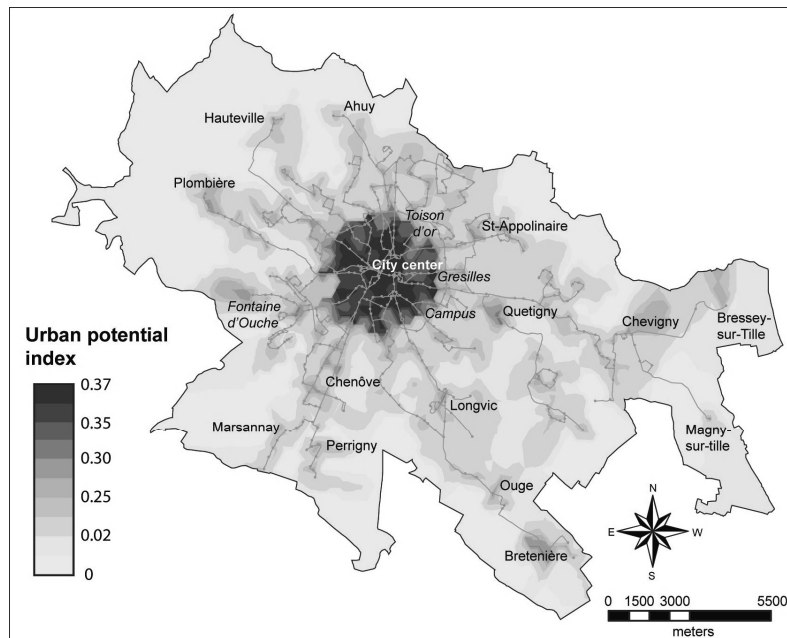 Hauteville
Ahuy
Plombière
Toison
d'or
St-Appolinaire
City center
Gresilles
Fontaine
d'Ouche
Campus
Quetigny
Chevigny
Bressey-
sur-Tille
Urban potential
index
0.37
0.35
0.30
0.25
0.02
0
Chenôve
Longvic
Marsannay
Perrigny
Magny-
sur-tille
Ouge
Bretenière
N
E
W
S
0 1500 3000 5500
meters